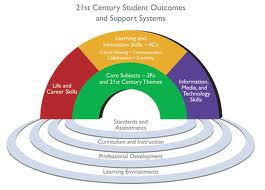 21st Century Student Outcomes
and Support Systems
Learning and
Innovation Skills – 4Cs
Critical thinking • Communication
Collaboration • Creativity
Core Subjects – 3Rs
and 21st Century Themes
Life and
Career Skills
Information,
Media, and
Technology
Skills
Standards and
Assessments
Curriculum and Instruction
Professional Development
Learning Environments